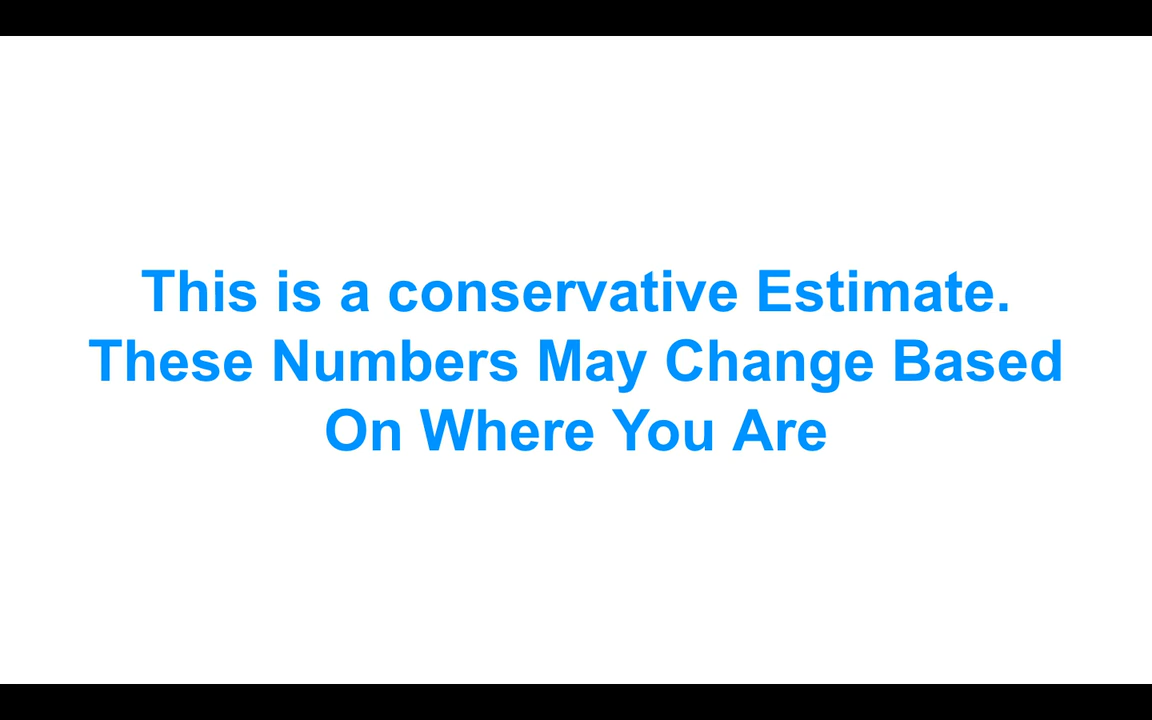 This is a conservative Estimate.
These Numbers May Change Based
On Where You Are